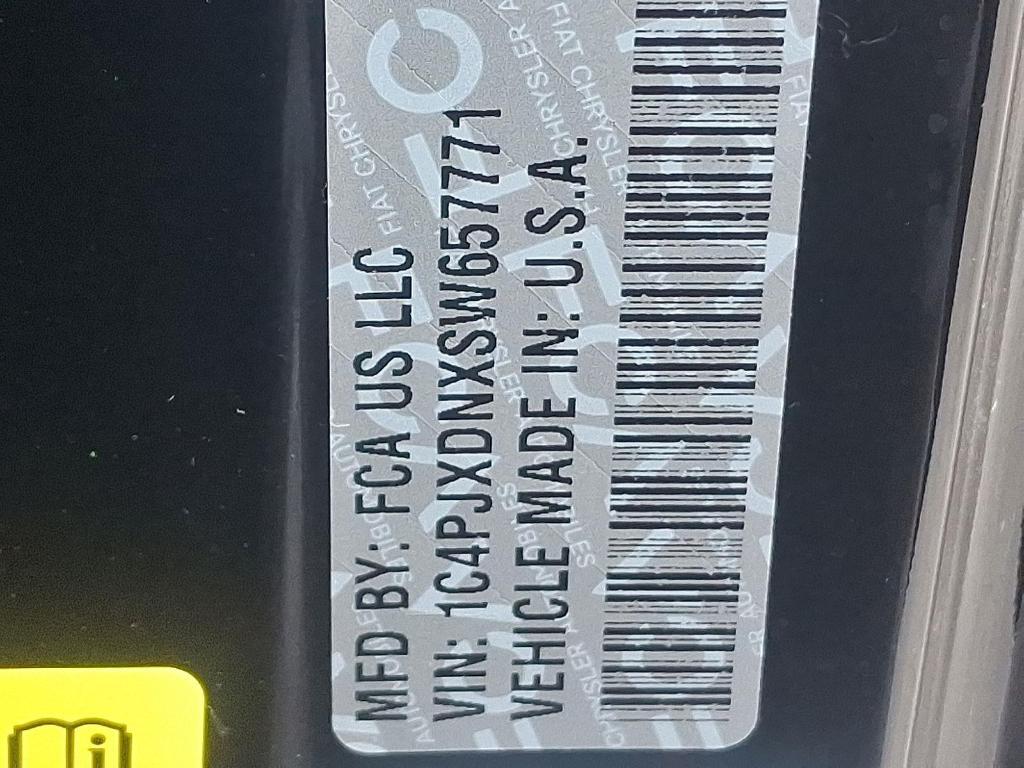 MFD BY: FCA US LLC
VIN: 1C4PJXDNXSW657771
VEHICLE MADE IN: U.S.A.